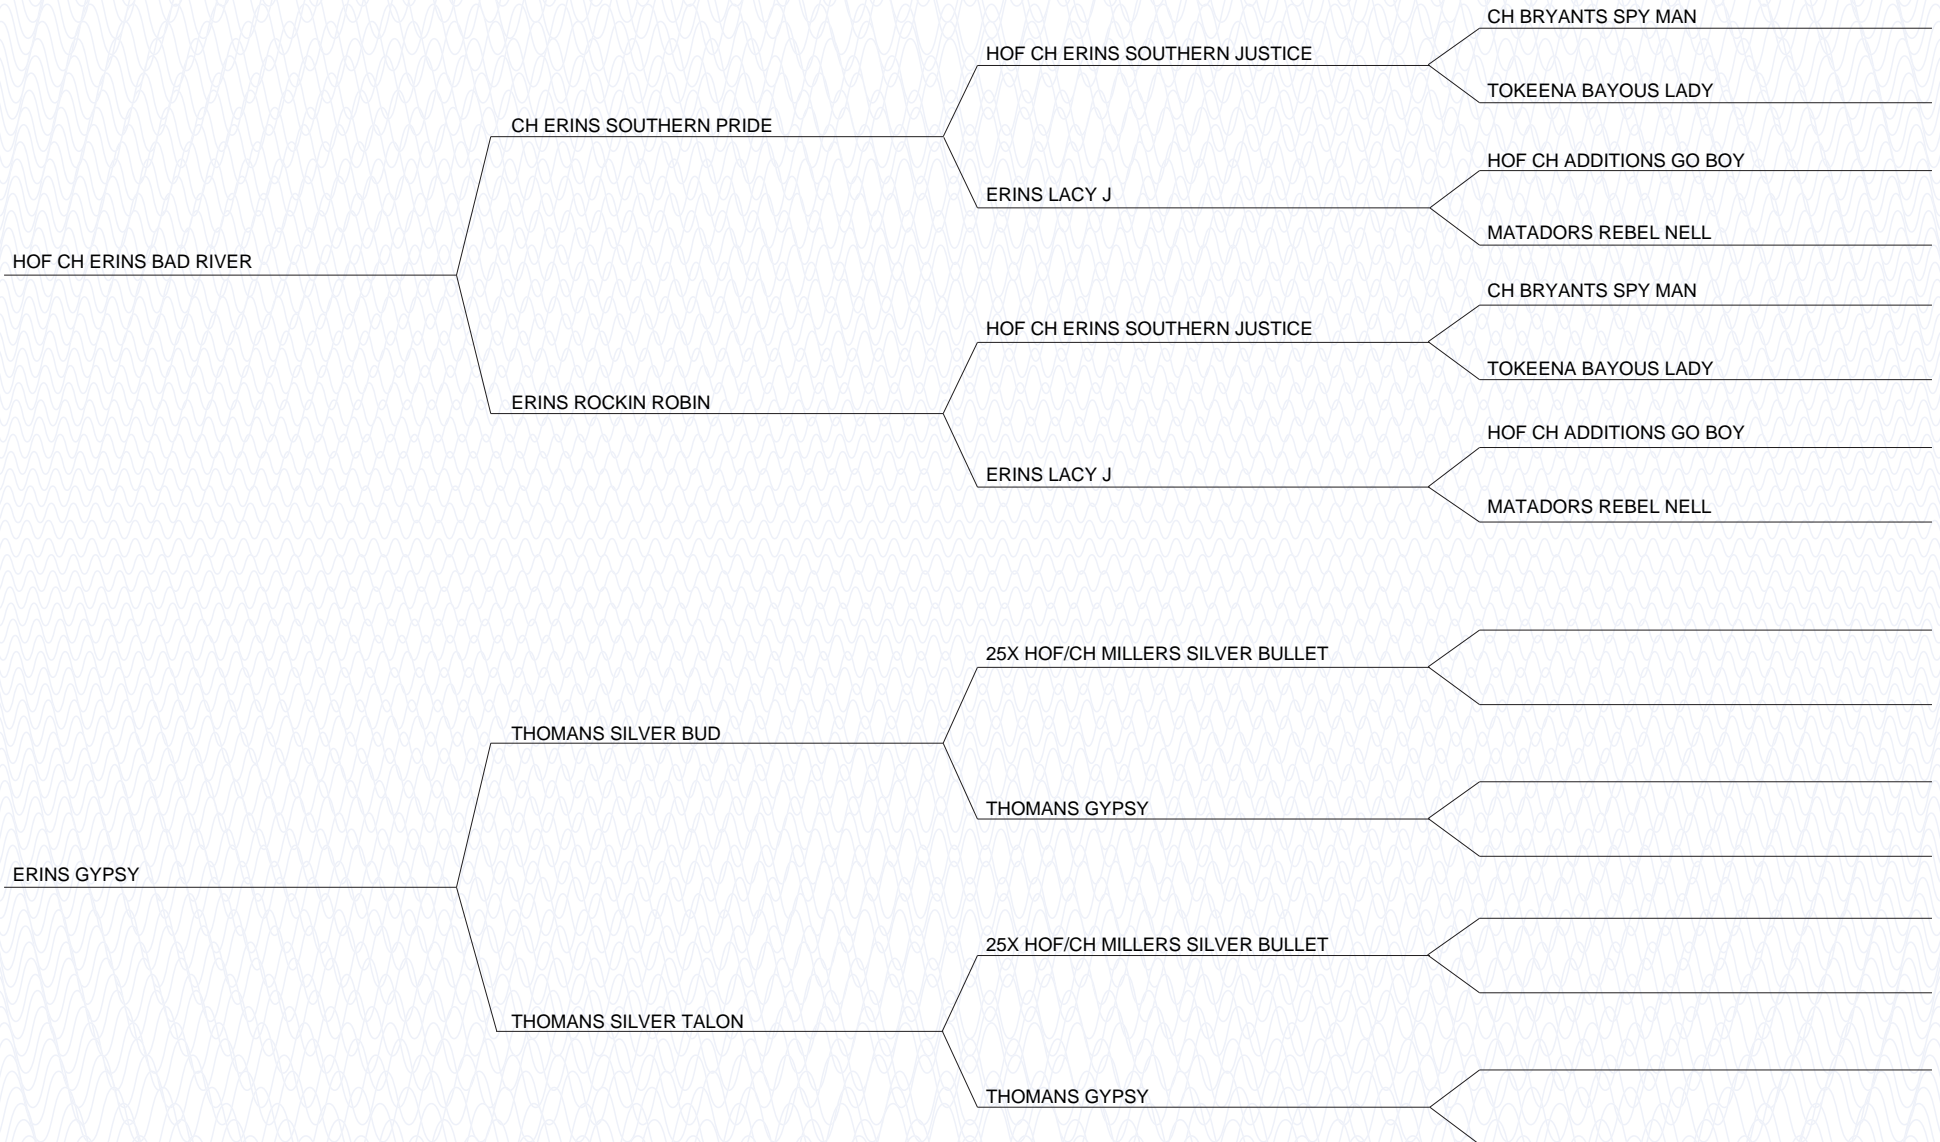 CH BRYANTS SPY MAN
HOF CH ERINS SOUTHERN JUSTICE
TOKEENA BAYOUS LADY
CH ERINS SOUTHERN PRIDE
HOF CH ADDITIONS GO BOY
ERINS LACY J
MATADORS REBEL NELL
HOF CH ERINS BAD RIVER
CH BRYANTS SPY MAN
HOF CH ERINS SOUTHERN JUSTICE
TOKEENA BAYOUS LADY
ERINS ROCKIN ROBIN
HOF CH ADDITIONS GO BOY
ERINS LACY J
MATADORS REBEL NELL
25X HOF/CH MILLERS SILVER BULLET
THOMANS SILVER BUD
THOMANS GYPSY
ERINS GYPSY
25X HOF/CH MILLERS SILVER BULLET
THOMANS SILVER TALON
THOMANS GYPSY